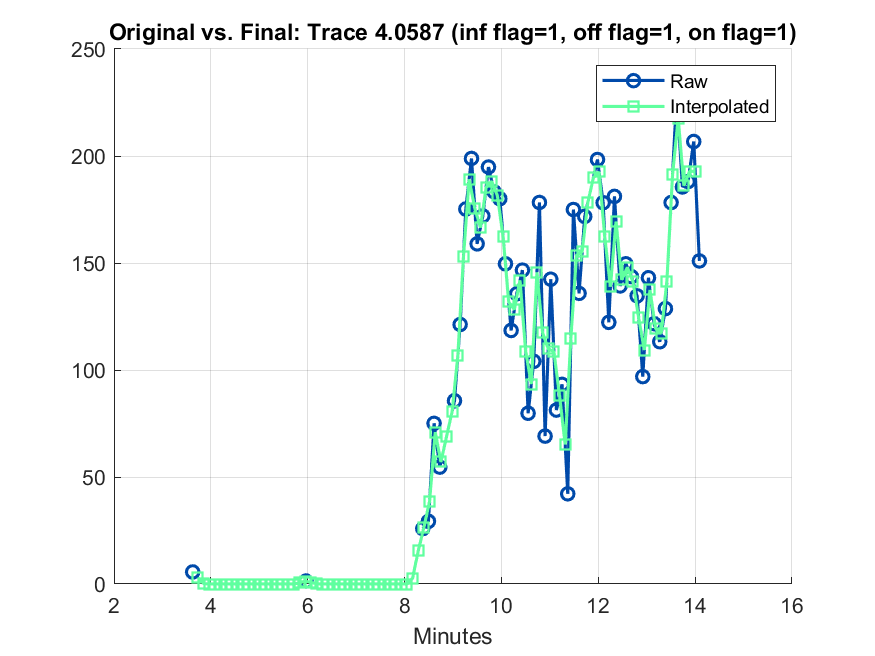 Original vs. Final: Trace 4.0587 (inf flag=1, off flag=1, on flag=1)
250
200
150
100
50
0
Raw
Interpolated
2 4 6 8 10 12 14 16
Minutes